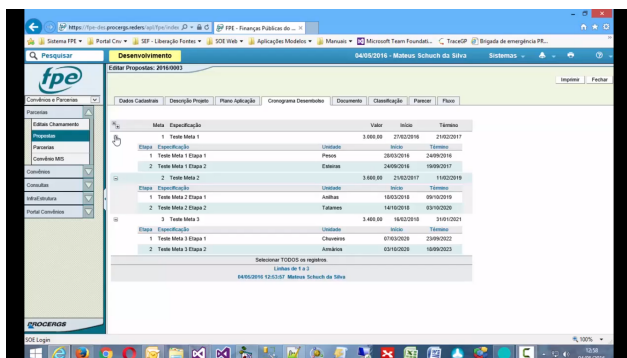 https://fpe-des.procergs.reders/spl/fpe/index
FPE - Finanças Públicas do ...
Sistema FPE Portal Cnv SEF - Liberação Fontes SOE Web Aplicações Modelos Manuais Microsoft Team Foundati... TraceGP Brigada de emergência PR...
Pesquisar Desenvolvimento 04/05/2016 - Mateus Schuch da Silva Sistemas
Editar Propostas: 2016/0003
Imprimir Fechar
fpe
Convênios e Parcerias
Dados Cadastrais Descrição Projeto Plano Aplicação Cronograma Desembolso Documento Classificação Parecer Fluxo
Parcerias
Editais Chamamento
Propostas
Parcerias
Convênio MIS
Convênios
Consultas
InfraEstrutura
Portal Convênios
Meta Especificação Valor Início Término
1 Teste Meta 1 3.000,00 27/02/2016 21/02/2017
Etapa Especificação Unidade Início Término
1 Teste Meta 1 Etapa 1 Pesos 28/03/2016 24/09/2016
2 Teste Meta 1 Etapa 2 Esteiras 24/09/2016 19/09/2017
2 Teste Meta 2 3.600,00 21/02/2017 11/02/2019
Etapa Especificação Unidade Início Término
1 Teste Meta 2 Etapa 1 Anilhas 18/03/2018 09/10/2019
2 Teste Meta 2 Etapa 2 Tatames 14/10/2018 03/10/2020
3 Teste Meta 3 3.400,00 16/02/2018 31/01/2021
Etapa Especificação Unidade Início Término
1 Teste Meta 3 Etapa 1 Chuveiros 07/03/2020 23/09/2022
2 Teste Meta 3 Etapa 2 Armários 03/10/2020 18/09/2023
Selecionar TODOS os registros.
Linhas de 1 a 3
04/05/2016 12:53:57 Mateus Schuch da Silva
PROCERGS
SOE Login
100%
13:58